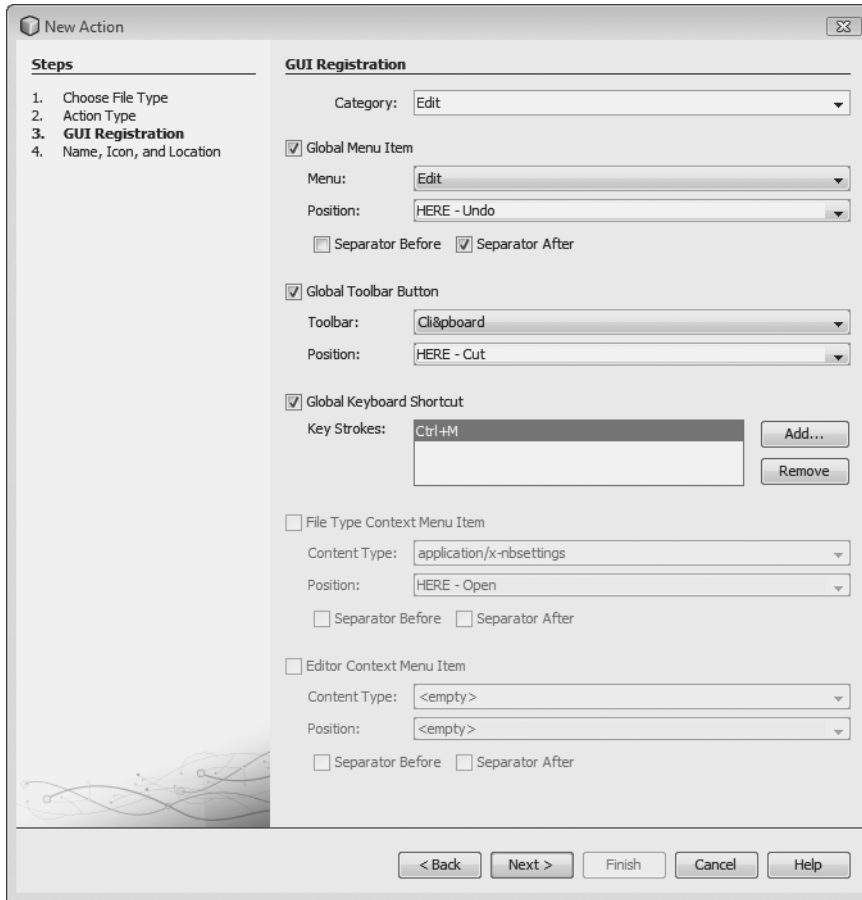 New Action
Steps
1. Choose File Type
2. Action Type
3. GUI Registration
4. Name, Icon, and Location
GUI Registration
Category: Edit
Global Menu Item
Menu: Edit
Position: HERE - Undo
Separator Before Separator After
Global Toolbar Button
Toolbar: Cli&pboard
Position: HERE - Cut
Global Keyboard Shortcut
Key Strokes: Ctrl+M
Add...
Remove
File Type Context Menu Item
Content Type: application/x-nbsettings
Position: HERE - Open
Separator Before Separator After
Editor Context Menu Item
Content Type: <empty>
Position: <empty>
Separator Before Separator After
< Back Next > Finish Cancel Help